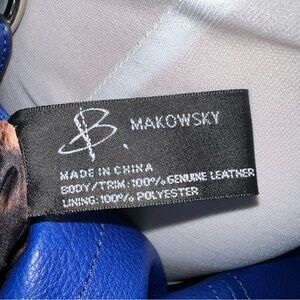 B. MAKOWSKY
MADE IN CHINA
BODY/TRIM: 100% GENUINE LEATHER
LINING: 100% POLYESTER